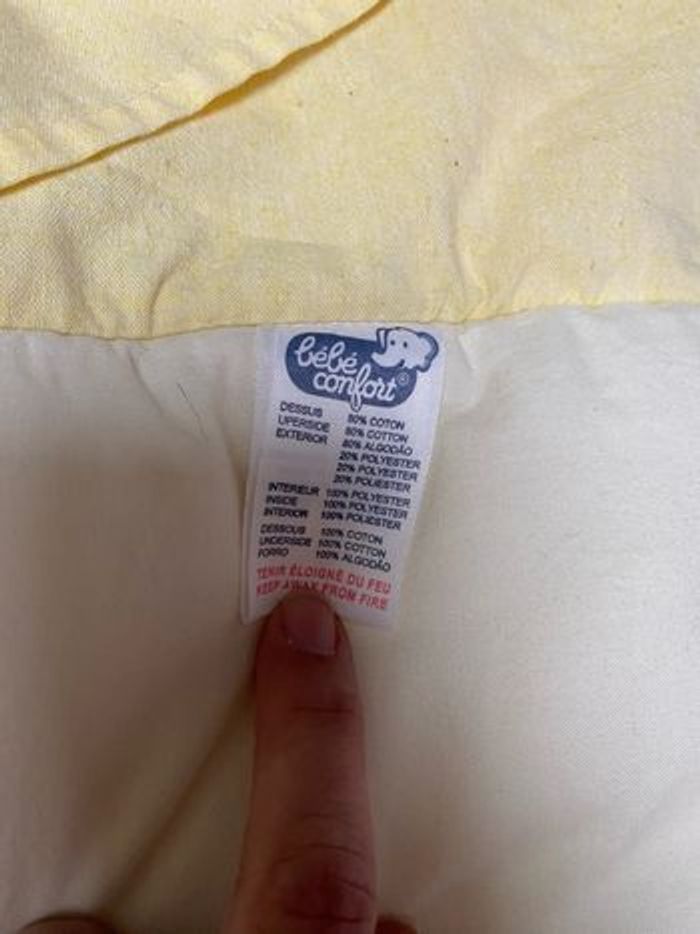 bébé
confort®
DESSUS 80% COTON
UPERSIDE 80% COTTON
EXTERIOR 80% ALGODÃO
20% POLYESTER
20% POLYESTER
20% POLIESTER
INTERIEUR 100% POLYESTER
INSIDE 100% POLYESTER
INTERIOR 100% POLIESTER
DESSOUS 100% COTON
UNDERSIDE 100% COTTON
FORRO 100% ALGODÃO
TENIR ÉLOIGNÉ DU FEU
KEEP AWAY FROM FIRE